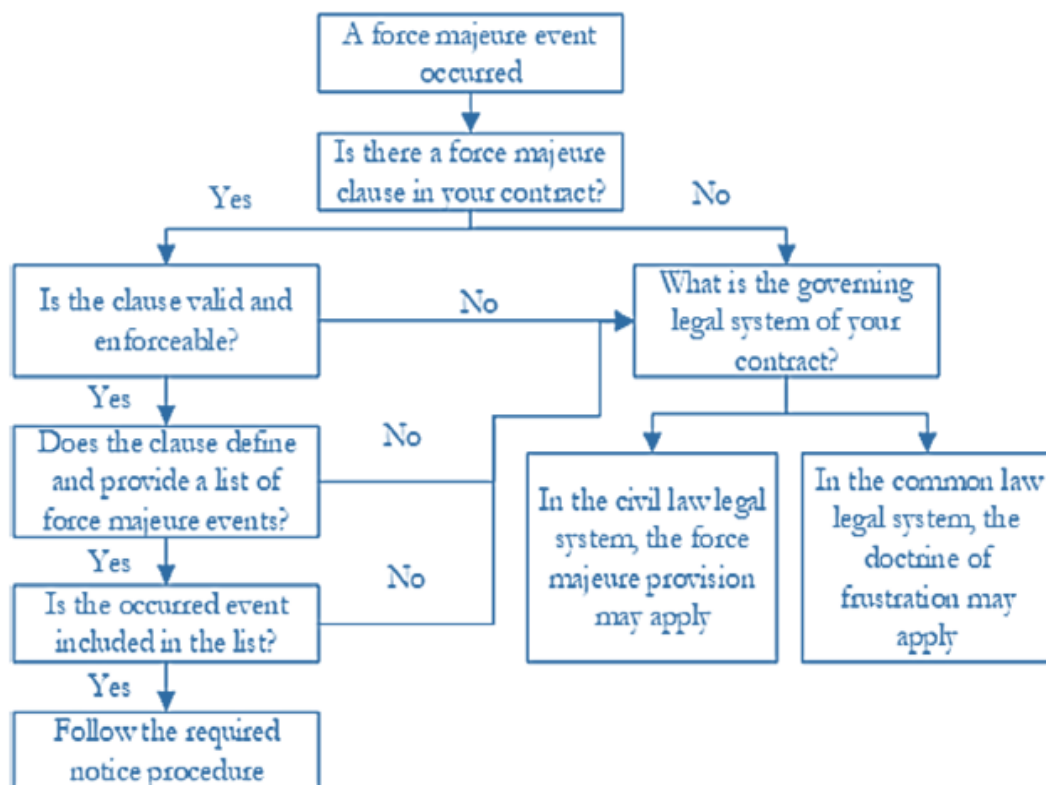 A force majeure event
occurred
Is there a force majeure
clause in your contract?
Yes
No
Is the clause valid and
enforceable?
No
What is the governing
legal system of your
contract?
Yes
Does the clause define
and provide a list of
force majeure events?
No
In the civil law legal
system, the force
majeure provision
may apply
In the common law
legal system, the
doctrine of
frustration may
apply
Yes
Is the occurred event
included in the list?
No
Yes
Follow the required
notice procedure